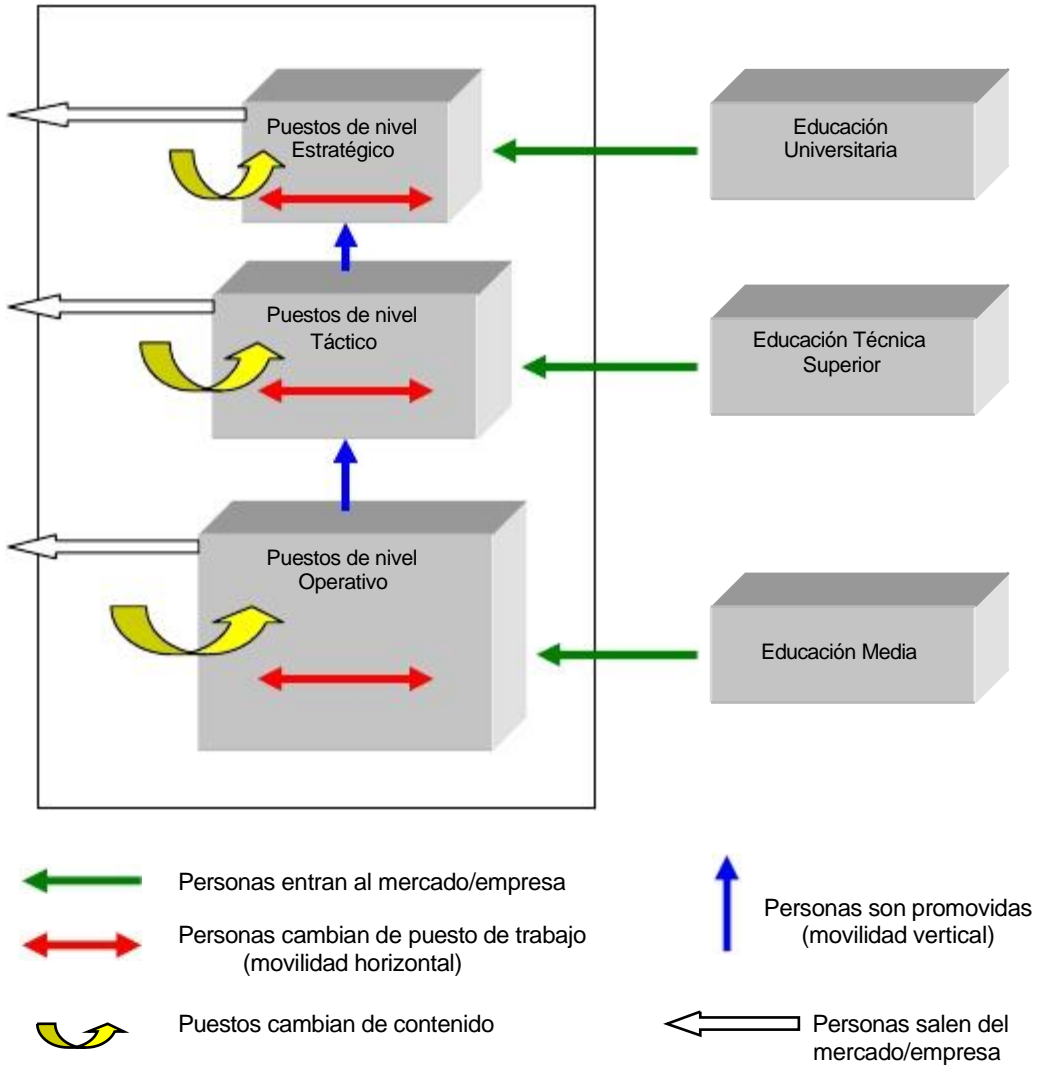 Puestos de nivel
Estratégico
Educación
Universitaria
Puestos de nivel
Táctico
Educación Técnica
Superior
Puestos de nivel
Operativo
Educación Media
Personas entran al mercado/empresa
Personas cambian de puesto de trabajo
(movilidad horizontal)
Puestos cambian de contenido
Personas son promovidas
(movilidad vertical)
Personas salen del
mercado/empresa